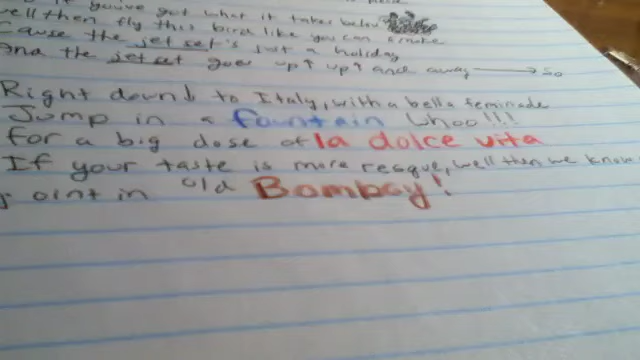 you've got what it takes below
well then fly this bird like you can smoke
cause the jet set's just a holiday
And the jet set goes up↑ up↑ and away → so
Right down↓ to Italy, with a bella feminade
Jump in a fountain Whoo!!!
for a big dose of la dolce vita
If your taste is more resque, well then we know
joint in old Bombay!